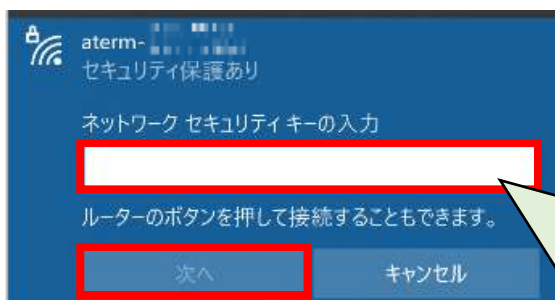 aterm-
セキュリティ保護あり
ネットワーク セキュリティ キーの入力
ルーターのボタンを押して接続することもできます。
次へ
キャンセル